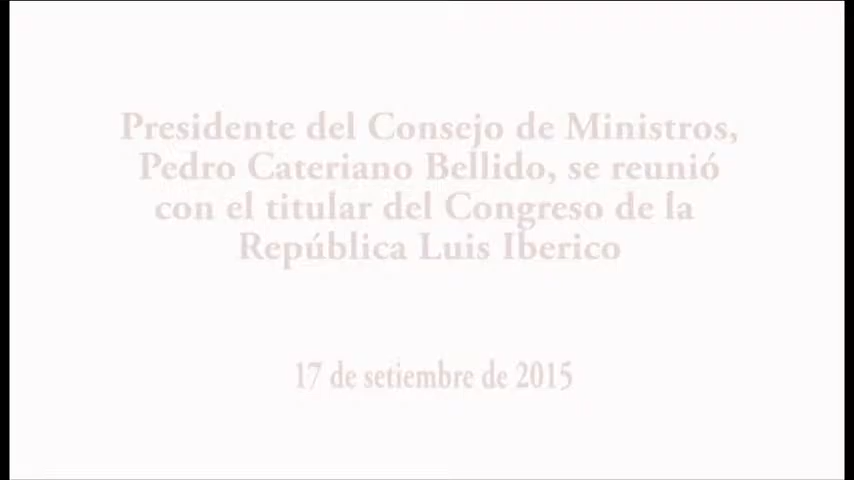 Presidente del Consejo de Ministros,
Pedro Cateriano Bellido, se reunió
con el titular del Congreso de la
República Luis Iberico
17 de setiembre de 2015